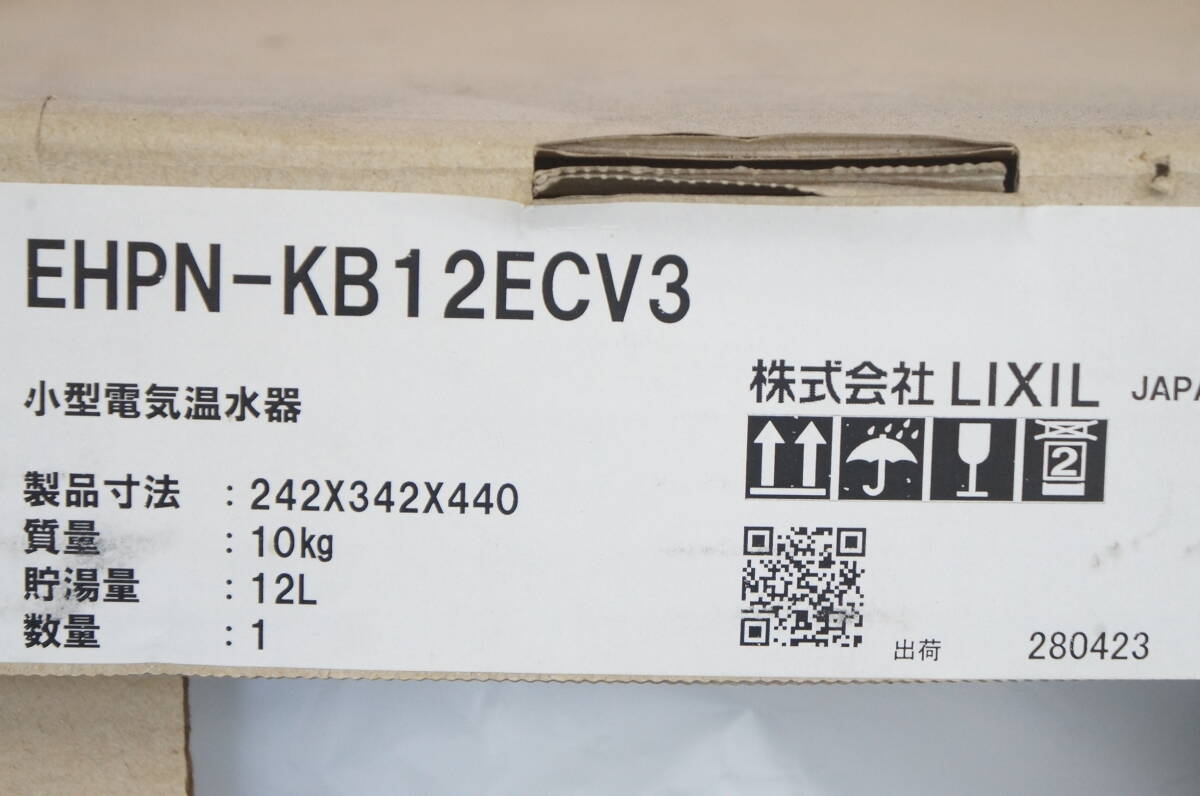 EHPN-KB12ECV3
小型電気温水器
製品寸法 : 242X342X440
質量 : 10kg
貯湯量 : 12L
数量 : 1
株式会社 LIXIL
2
出荷 280423